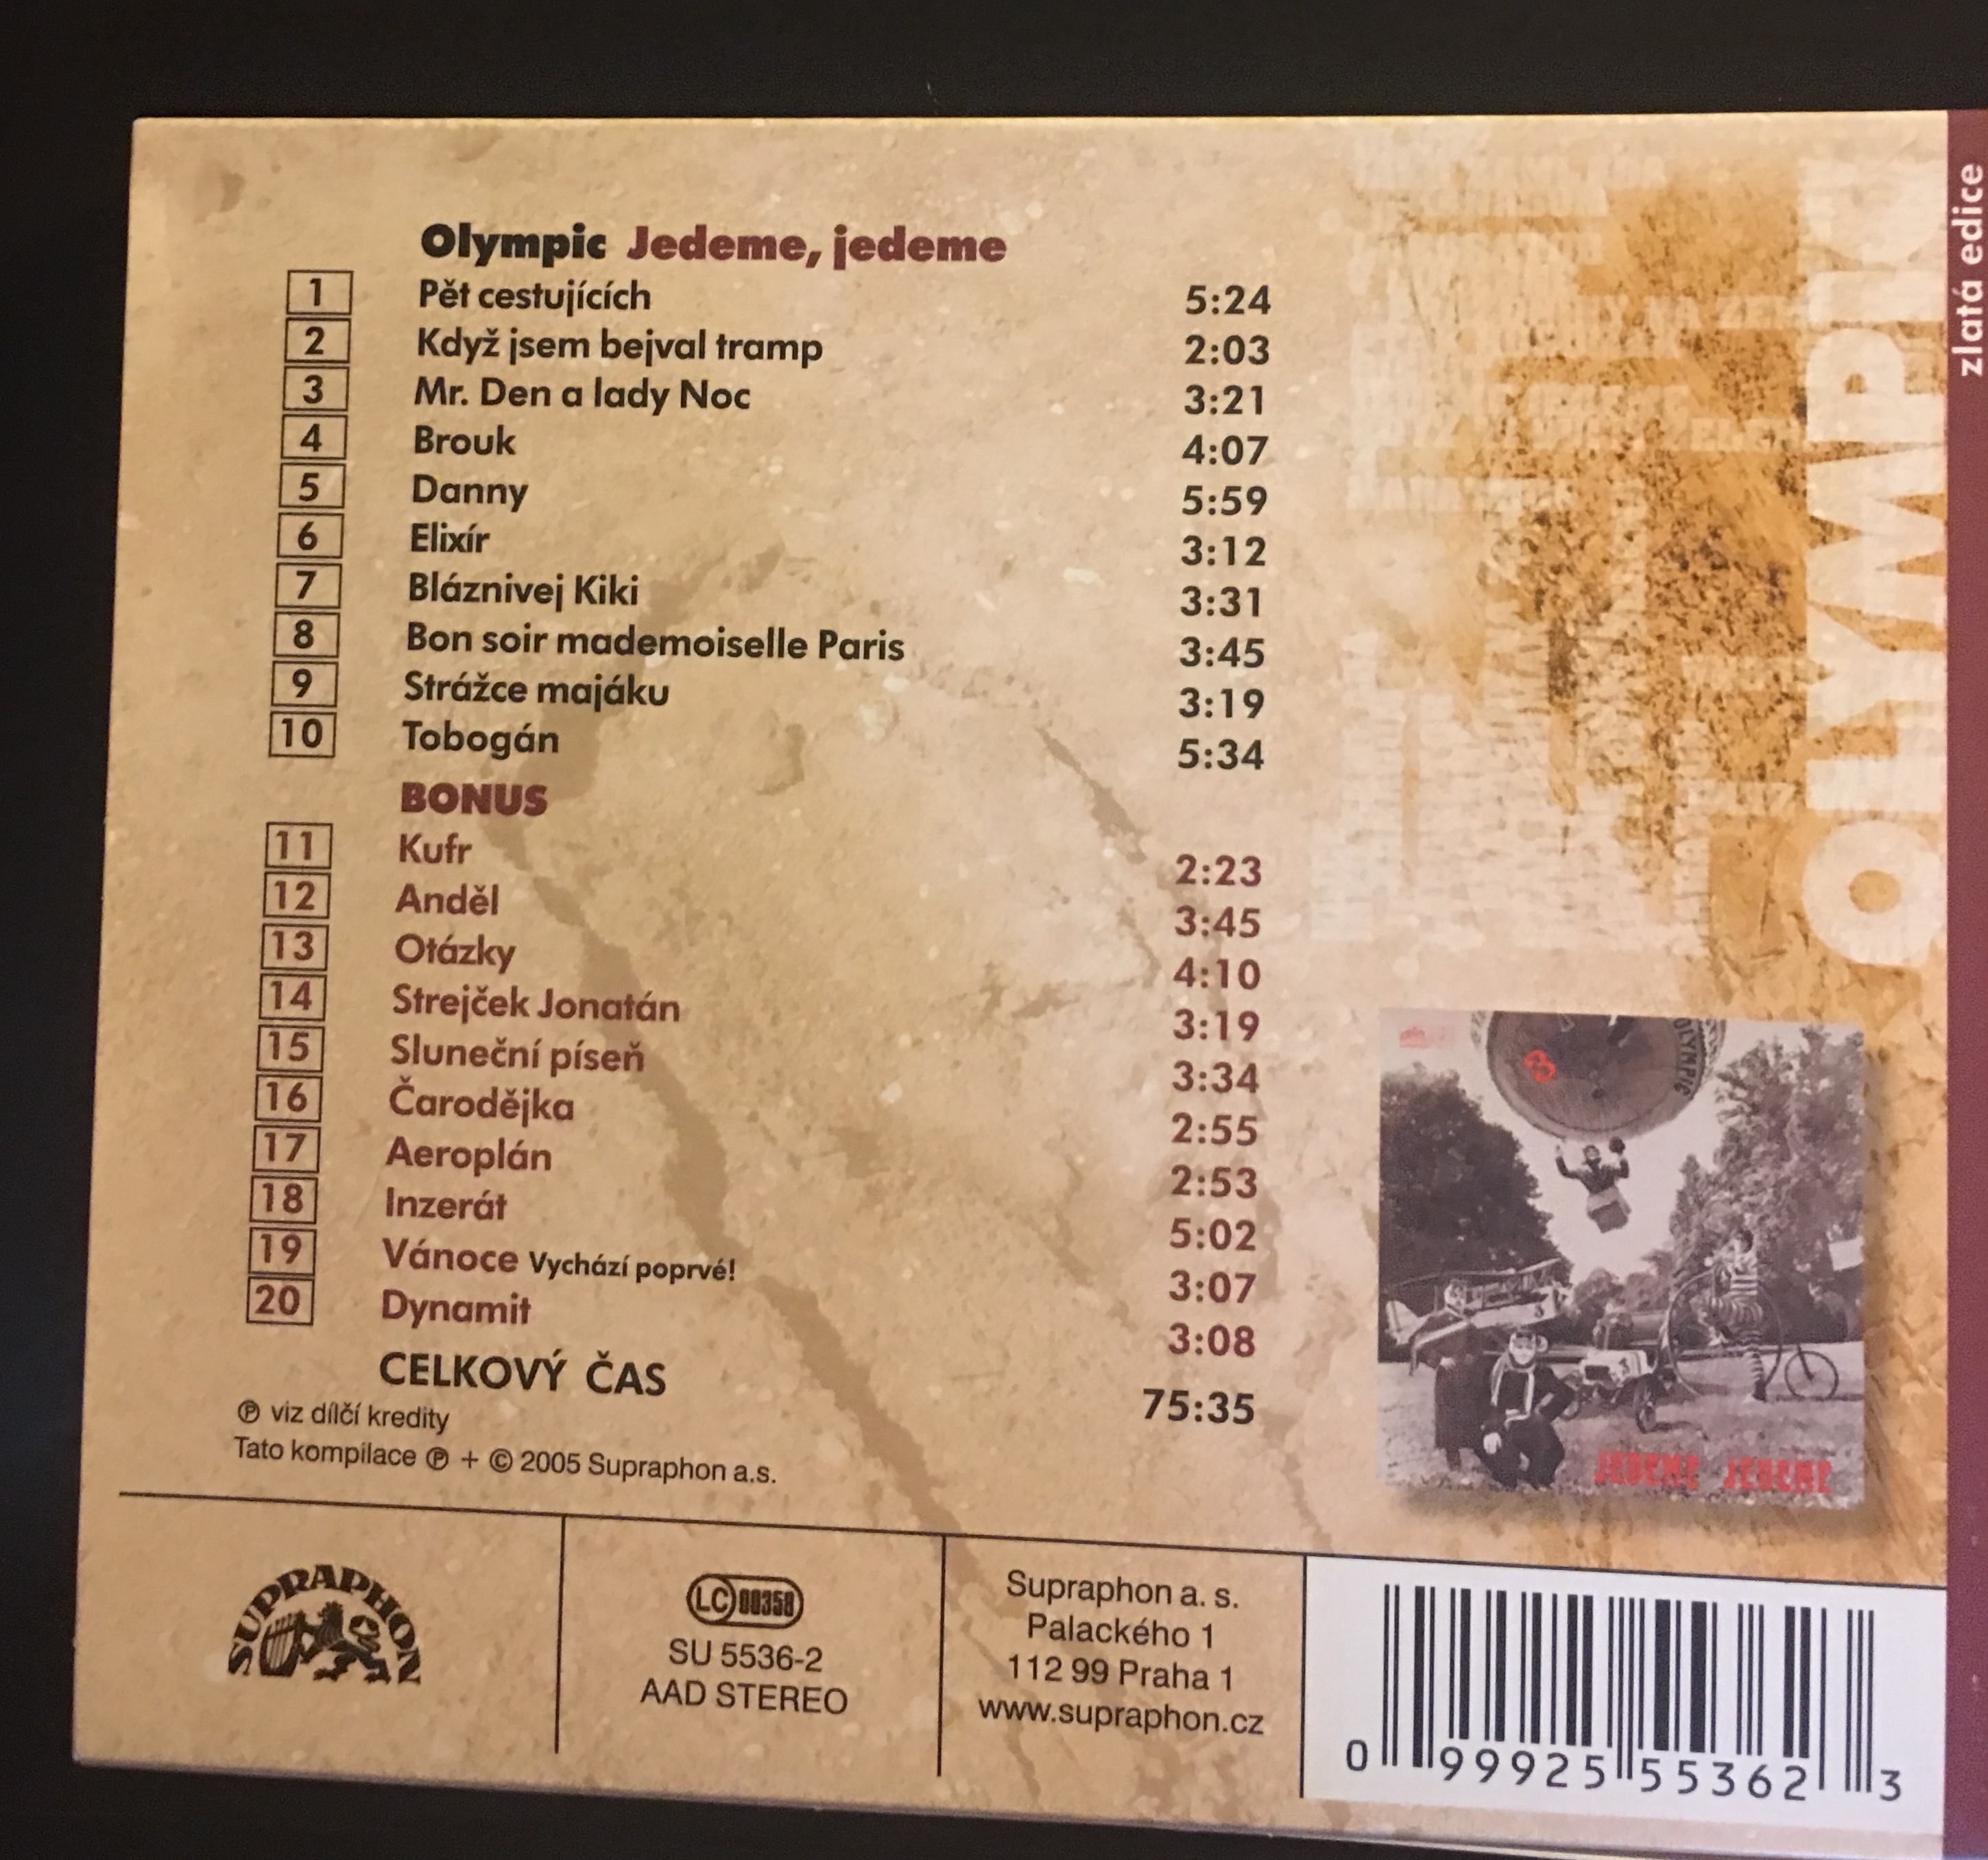 Olympic Jedeme, jedeme
1 Pět cestujících 5:24
2 Když jsem bejval tramp 2:03
3 Mr. Den a lady Noc 3:21
4 Brouk 4:07
5 Danny 5:59
6 Elixír 3:12
7 Bláznivej Kiki 3:31
8 Bon soir mademoiselle Paris 3:45
9 Strážce majáku 3:19
10 Tobogán 5:34
BONUS
11 Kufr 2:23
12 Anděl 3:45
13 Otázky 4:10
14 Strejček Jonatán 3:19
15 Sluneční píseň 3:34
16 Čarodějka 2:55
17 Aeroplán 2:53
18 Inzerát 5:02
19 Vánoce Vychází poprvé! 3:07
20 Dynamit 3:08
CELKOVÝ ČAS 75:35
℗ viz dílčí kredity
Tato kompilace ℗ + © 2005 Supraphon a.s.
SUPRAPHON
LC 00358
SU 5536-2
AAD STEREO
Supraphon a. s.
Palackého 1
112 99 Praha 1
www.supraphon.cz
0 99925 55362 3
OLYMPIC
zlatá edice
OLYMPIC
3
JEDEME JEDEME